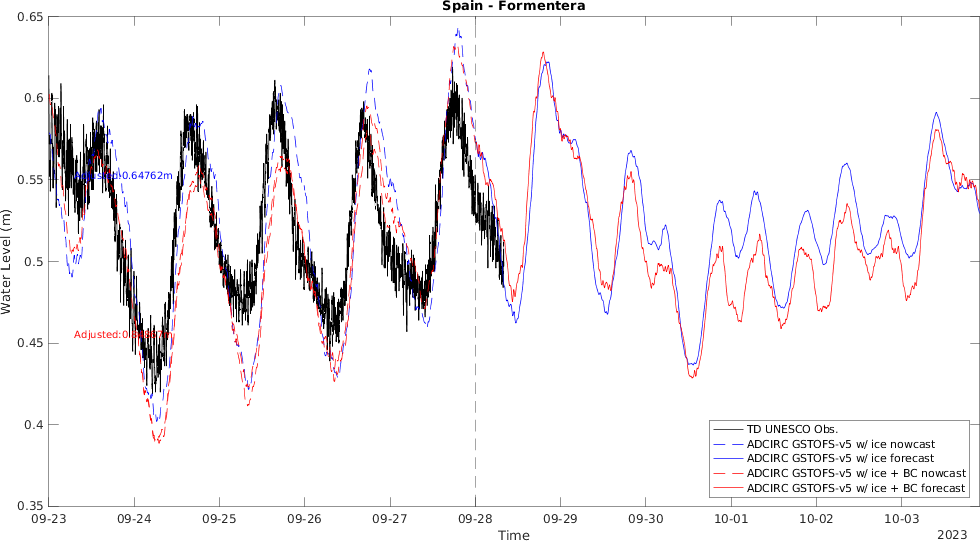 Spain - Formentera
0.65
0.6
0.55
0.5
0.45
0.4
0.35
Water Level (m)
Adjusted:0.64762m
TD UNESCO Obs.
ADCIRC GSTOFS-v5 w/ ice nowcast
ADCIRC GSTOFS-v5 w/ ice forecast
ADCIRC GSTOFS-v5 w/ ice + BC nowcast
ADCIRC GSTOFS-v5 w/ ice + BC forecast
09-23 09-24 09-25 09-26 09-27 09-28 09-29 09-30 10-01 10-02 10-03
Time
2023